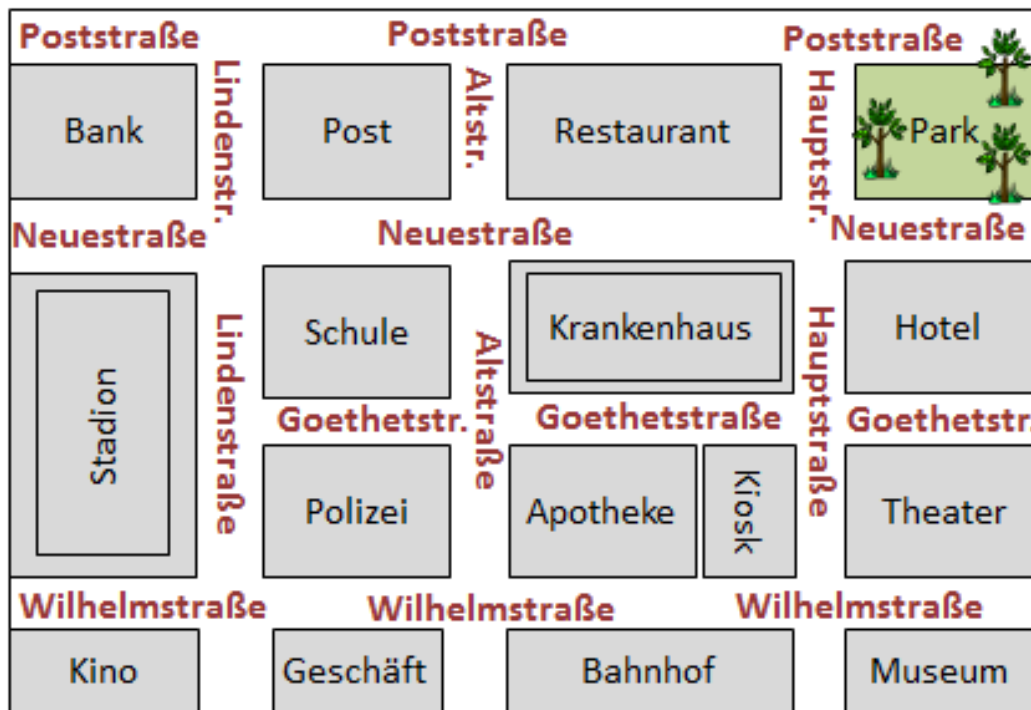 Poststraße
Poststraße
Poststraße
Lindenstr.
Altstr.
Hauptstr.
Bank
Post
Restaurant
Park
Neuestraße
Neuestraße
Neuestraße
Stadion
Lindenstraße
Schule
Altstraße
Krankenhaus
Hauptstraße
Hotel
Goethetstr.
Goethetstraße
Goethetstr.
Polizei
Apotheke
Kiosk
Theater
Wilhelmstraße
Wilhelmstraße
Wilhelmstraße
Kino
Geschäft
Bahnhof
Museum